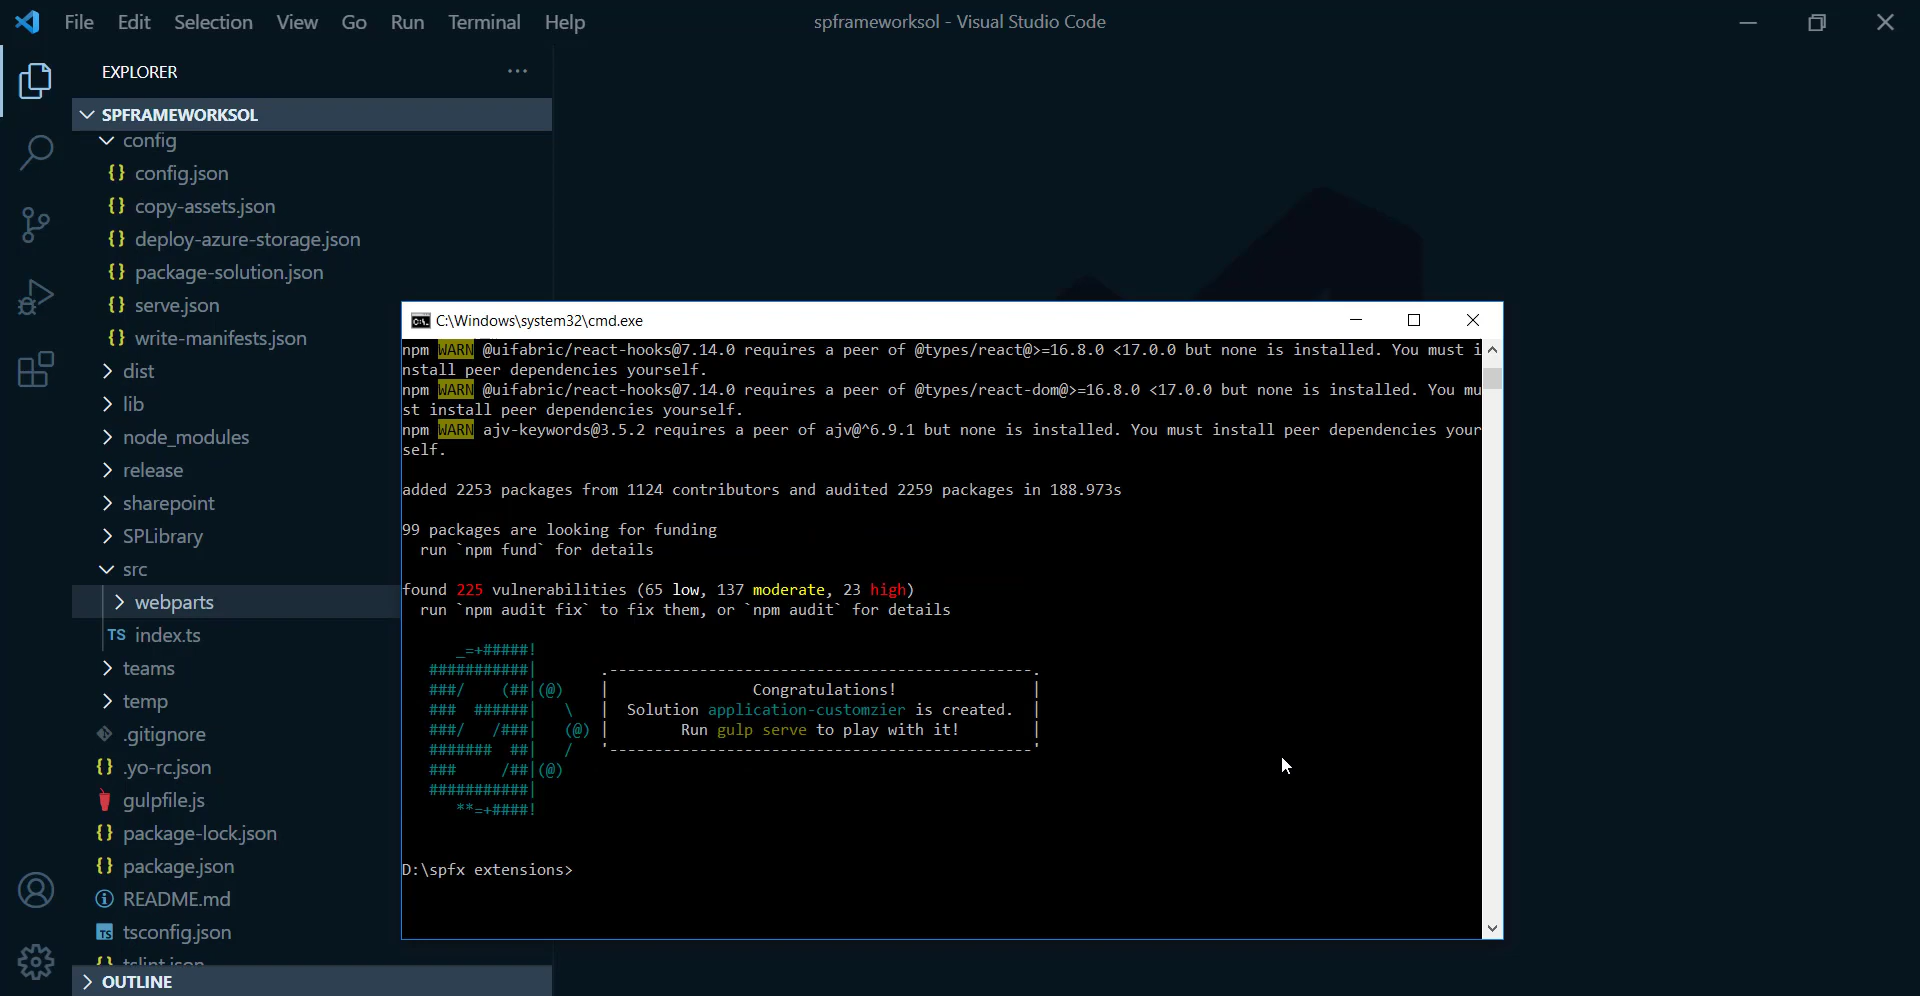 File Edit Selection View Go Run Terminal Help
spframeworksol - Visual Studio Code
EXPLORER
SPFRAMEWORKSOL
config
{} config.json
{} copy-assets.json
{} deploy-azure-storage.json
{} package-solution.json
{} serve.json
{} write-manifests.json
dist
lib
node_modules
release
sharepoint
SPLibrary
src
webparts
TS index.ts
teams
temp
.gitignore
{} .yo-rc.json
gulpfile.js
{} package-lock.json
{} package.json
README.md
TS tsconfig.json
{} tslint.json
OUTLINE
C:\Windows\system32\cmd.exe
npm WARN @uifabric/react-hooks@7.14.0 requires a peer of @types/react@>=16.8.0 <17.0.0 but none is installed. You must i
nstall peer dependencies yourself.
npm WARN @uifabric/react-hooks@7.14.0 requires a peer of @types/react-dom@>=16.8.0 <17.0.0 but none is installed. You mu
st install peer dependencies yourself.
npm WARN ajv-keywords@3.5.2 requires a peer of ajv@^6.9.1 but none is installed. You must install peer dependencies your
self.
added 2253 packages from 1124 contributors and audited 2259 packages in 188.973s
99 packages are looking for funding
run `npm fund` for details
found 225 vulnerabilities (65 low, 137 moderate, 23 high)
run `npm audit fix` to fix them, or `npm audit` for details
      _=+#####!
   ###########|       .-----------------------------------------------.
   ###/    (##|(@)    |                Congratulations!               |
   ###  ######|   \   |  Solution application-customzier is created.  |
   ###/   /###|   (@) |        Run gulp serve to play with it!        |
   #######  ##|   /   '-----------------------------------------------'
   ###     /##|(@)
   ###########|
      **=+####!
D:\spfx extensions>